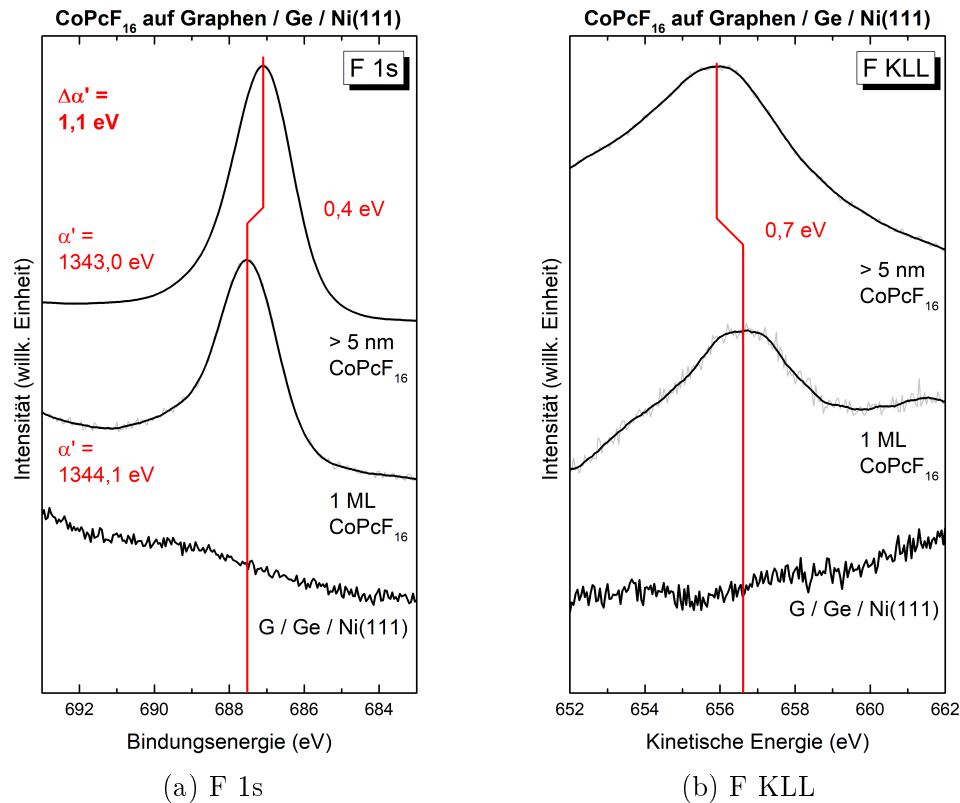 CoPcF₁₆ auf Graphen / Ge / Ni(111)
F 1s
Δα' =
1,1 eV
0,4 eV
α' =
1343,0 eV
> 5 nm
CoPcF₁₆
α' =
1344,1 eV
1 ML
CoPcF₁₆
G / Ge / Ni(111)
Intensität (willk. Einheit)
692 690 688 686 684
Bindungsenergie (eV)
(a) F 1s
CoPcF₁₆ auf Graphen / Ge / Ni(111)
F KLL
0,7 eV
> 5 nm
CoPcF₁₆
1 ML
CoPcF₁₆
G / Ge / Ni(111)
Intensität (willk. Einheit)
652 654 656 658 660 662
Kinetische Energie (eV)
(b) F KLL